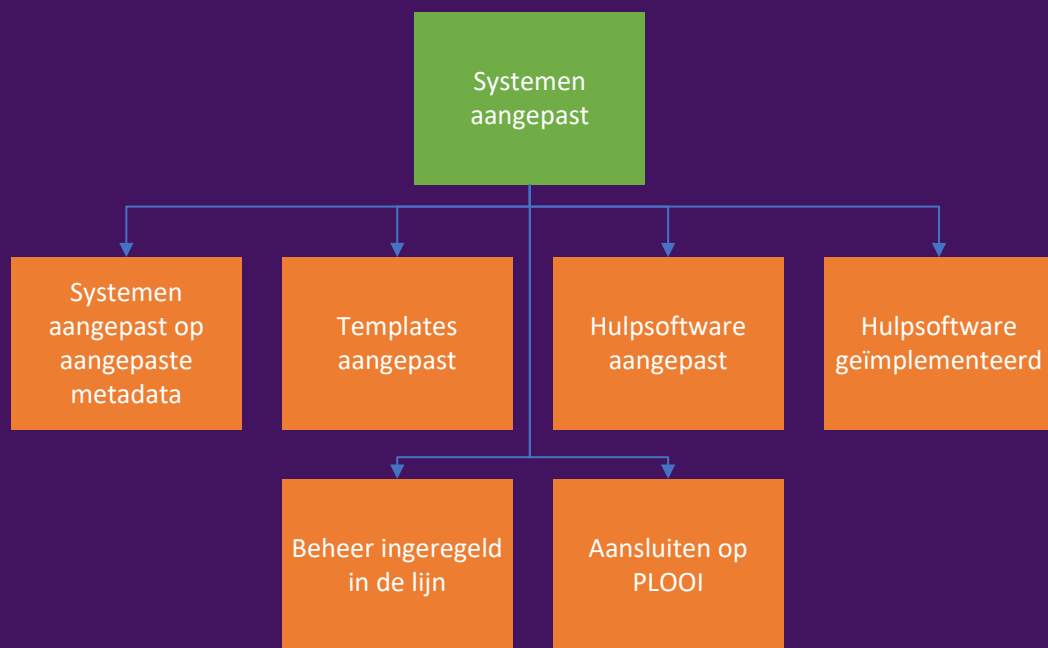 Systemen
aangepast
Systemen
aangepast op
aangepaste
metadata
Templates
aangepast
Hulpsoftware
aangepast
Hulpsoftware
geïmplementeerd
Beheer ingeregeld
in de lijn
Aansluiten op
PLOOI